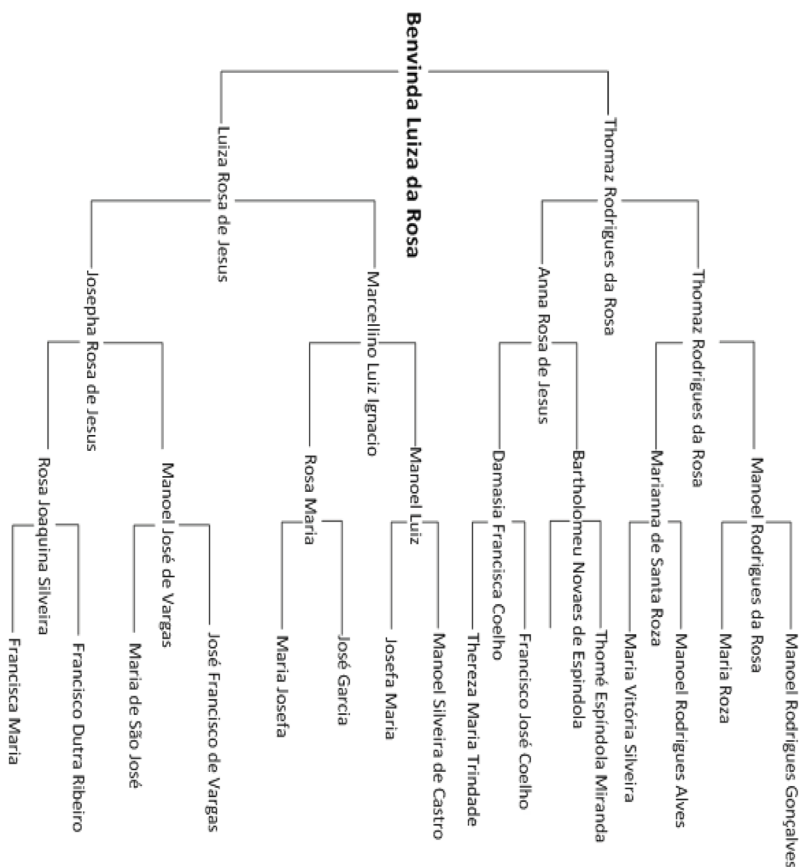 Benvinda Luiza da Rosa
Thomaz Rodrigues da Rosa
Luiza Rosa de Jesus
Thomaz Rodrigues da Rosa
Anna Rosa de Jesus
Marcellino Luiz Ignacio
Josepha Rosa de Jesus
Manoel Rodrigues da Rosa
Marianna de Santa Roza
Bartholomeu Novaes de Espindola
Damasia Francisca Coelho
Manoel Luiz
Rosa Maria
Manoel José de Vargas
Rosa Joaquina Silveira
Manoel Rodrigues Gonçalves
Maria Roza
Manoel Rodrigues Alves
Maria Vitória Silveira
Thomé Espíndola Miranda
Francisco José Coelho
Thereza Maria Trindade
Manoel Silveira de Castro
Josefa Maria
José Garcia
Maria Josefa
José Francisco de Vargas
Maria de São José
Francisco Dutra Ribeiro
Francisca Maria